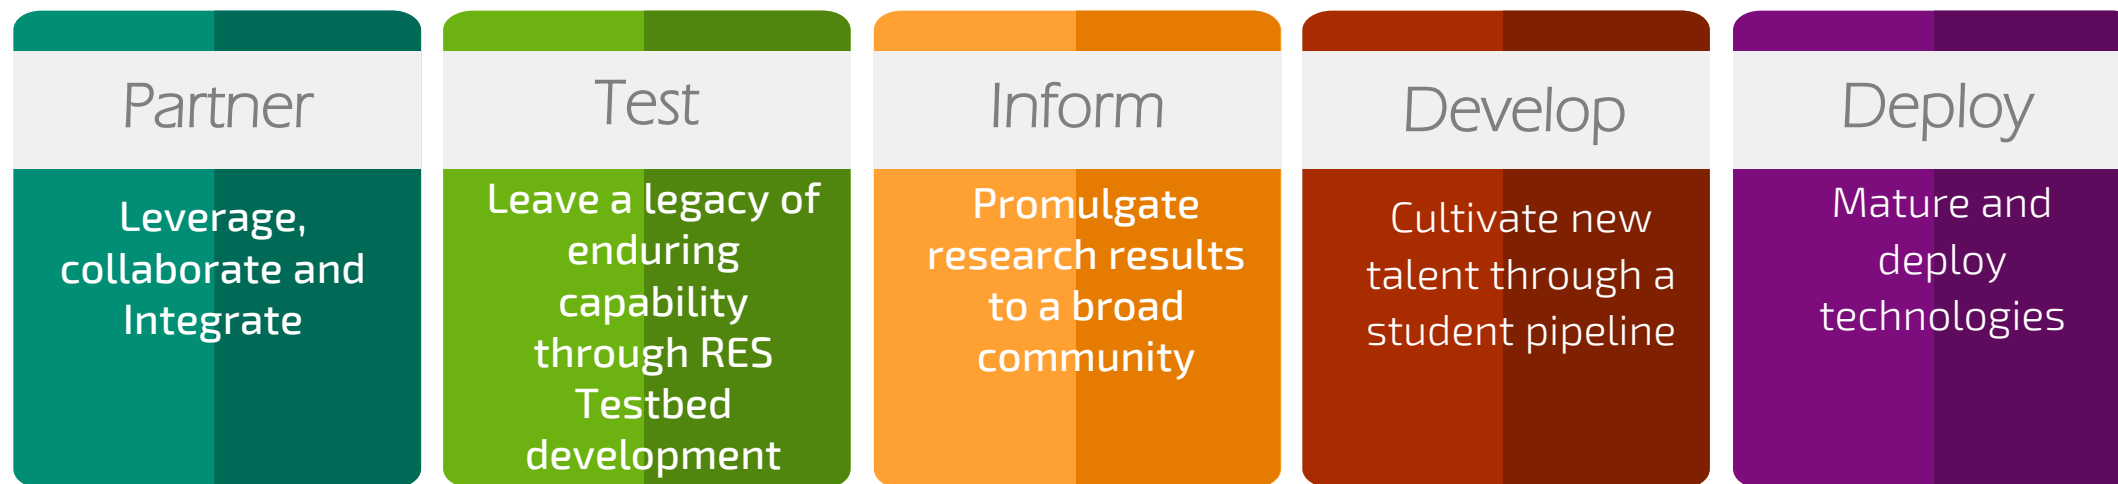 Partner
Leverage,
collaborate and
Integrate
Test
Leave a legacy of
enduring
capability
through RES
Testbed
development
Inform
Promulgate
research results
to a broad
community
Develop
Cultivate new
talent through a
student pipeline
Deploy
Mature and
deploy
technologies